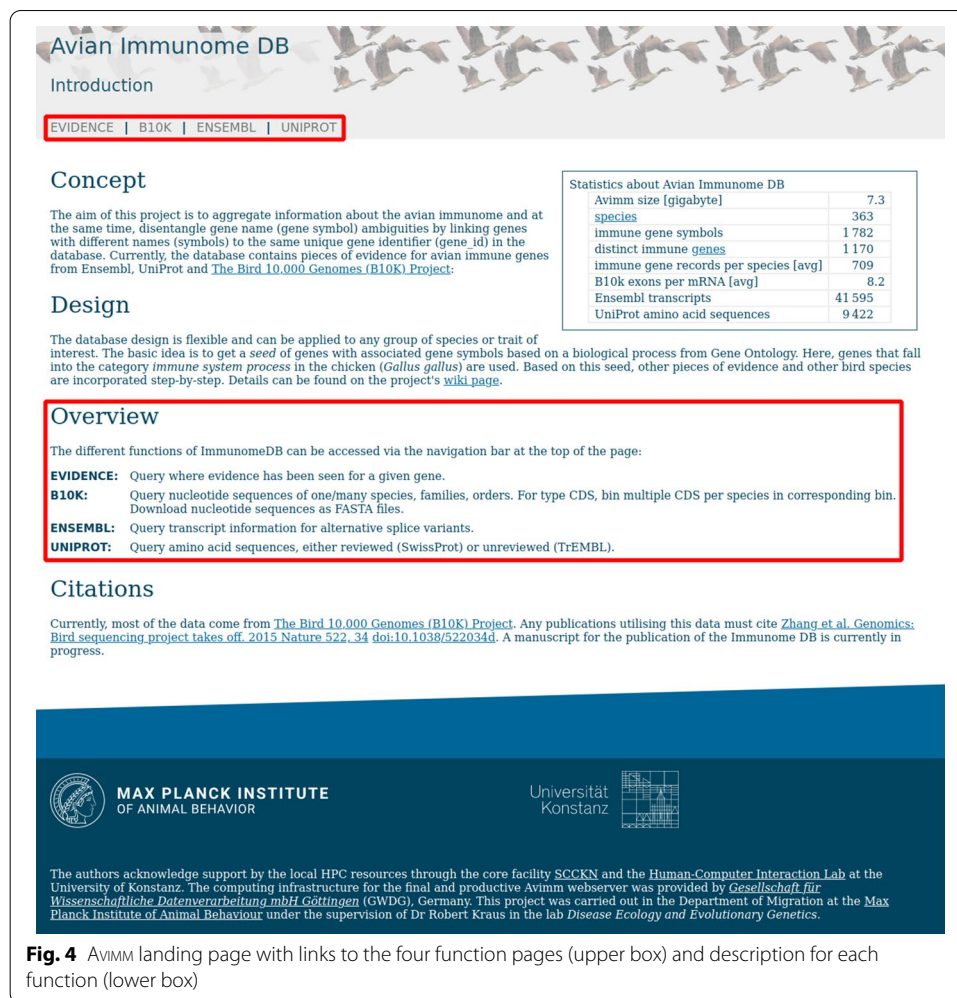 Avian Immunome DB
Introduction
EVIDENCE | B10K | ENSEMBL | UNIPROT
Concept
The aim of this project is to aggregate information about the avian immunome and at
the same time, disentangle gene name (gene symbol) ambiguities by linking genes
with different names (symbols) to the same unique gene identifier (gene_id) in the
database. Currently, the database contains pieces of evidence for avian immune genes
from Ensembl, UniProt and The Bird 10,000 Genomes (B10K) Project:
Statistics about Avian Immunome DB
Avimm size [gigabyte] 7.3
species 363
immune gene symbols 1 782
distinct immune genes 1 170
immune gene records per species [avg] 709
B10k exons per mRNA [avg] 8.2
Ensembl transcripts 41 595
UniProt amino acid sequences 9 422
Design
The database design is flexible and can be applied to any group of species or trait of
interest. The basic idea is to get a seed of genes with associated gene symbols based on a biological process from Gene Ontology. Here, genes that fall
into the category immune system process in the chicken (Gallus gallus) are used. Based on this seed, other pieces of evidence and other bird species
are incorporated step-by-step. Details can be found on the project's wiki page.
Overview
The different functions of ImmunomeDB can be accessed via the navigation bar at the top of the page:
EVIDENCE: Query where evidence has been seen for a given gene.
B10K: Query nucleotide sequences of one/many species, families, orders. For type CDS, bin multiple CDS per species in corresponding bin.
Download nucleotide sequences as FASTA files.
ENSEMBL: Query transcript information for alternative splice variants.
UNIPROT: Query amino acid sequences, either reviewed (SwissProt) or unreviewed (TrEMBL).
Citations
Currently, most of the data come from The Bird 10,000 Genomes (B10K) Project. Any publications utilising this data must cite Zhang et al. Genomics:
Bird sequencing project takes off. 2015 Nature 522, 34 doi:10.1038/522034d. A manuscript for the publication of the Immunome DB is currently in
progress.
MAX PLANCK INSTITUTE
OF ANIMAL BEHAVIOR
Universität
Konstanz
The authors acknowledge support by the local HPC resources through the core facility SCCKN and the Human-Computer Interaction Lab at the
University of Konstanz. The computing infrastructure for the final and productive Avimm webserver was provided by Gesellschaft für
Wissenschaftliche Datenverarbeitung mbH Göttingen (GWDG), Germany. This project was carried out in the Department of Migration at the Max
Planck Institute of Animal Behaviour under the supervision of Dr Robert Kraus in the lab Disease Ecology and Evolutionary Genetics.
Fig. 4 AVIMM landing page with links to the four function pages (upper box) and description for each
function (lower box)